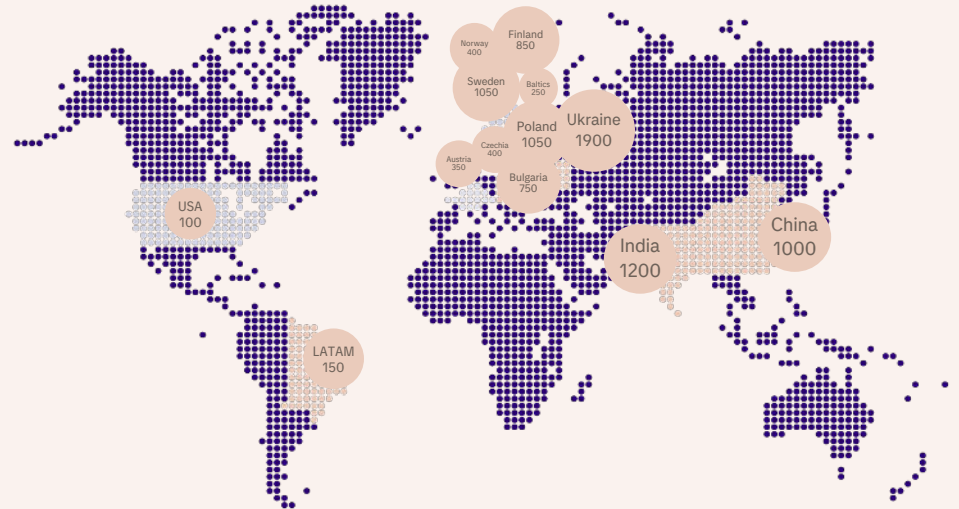 Norway
400
Finland
850
Sweden
1050
Baltics
250
Poland
1050
Ukraine
1900
Czechia
400
Austria
350
Bulgaria
750
USA
100
India
1200
China
1000
LATAM
150